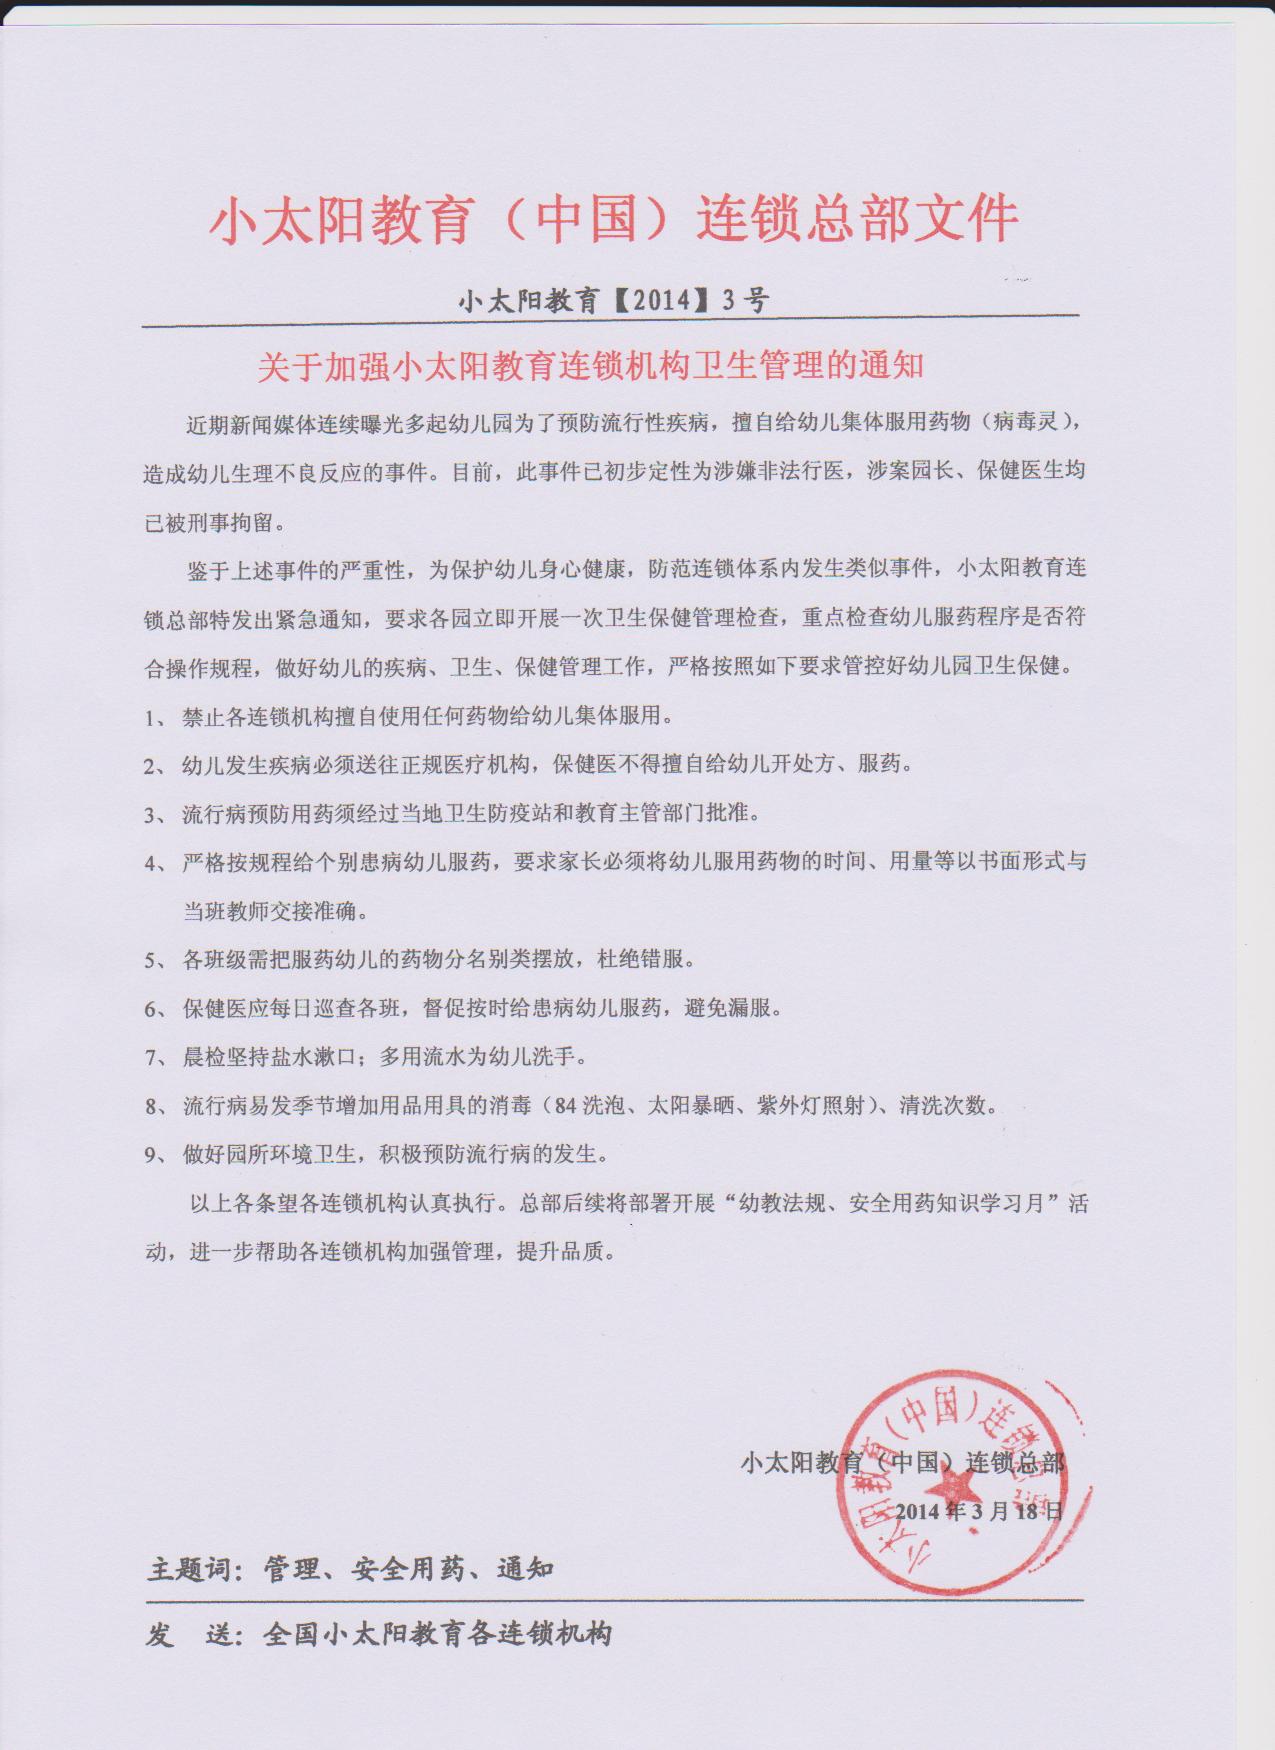 小太阳教育（中国）连锁总部文件
小太阳教育【2014】3号
关于加强小太阳教育连锁机构卫生管理的通知
近期新闻媒体连续曝光多起幼儿园为了预防流行性疾病，擅自给幼儿集体服用药物（病毒灵），
造成幼儿生理不良反应的事件。目前，此事件已初步定性为涉嫌非法行医，涉案园长、保健医生均
已被刑事拘留。
鉴于上述事件的严重性，为保护幼儿身心健康，防范连锁体系内发生类似事件，小太阳教育连
锁总部特发出紧急通知，要求各园立即开展一次卫生保健管理检查，重点检查幼儿服药程序是否符
合操作规程，做好幼儿的疾病、卫生、保健管理工作，严格按照如下要求管控好幼儿园卫生保健。
1、禁止各连锁机构擅自使用任何药物给幼儿集体服用。
2、幼儿发生疾病必须送往正规医疗机构，保健医不得擅自给幼儿开处方、服药。
3、流行病预防用药须经过当地卫生防疫站和教育主管部门批准。
4、严格按规程给个别患病幼儿服药，要求家长必须将幼儿服用药物的时间、用量等以书面形式与
当班教师交接准确。
5、各班级需把服药幼儿的药物分名别类摆放，杜绝错服。
6、保健医应每日巡查各班，督促按时给患病幼儿服药，避免漏服。
7、晨检坚持盐水漱口；多用流水为幼儿洗手。
8、流行病易发季节增加用品用具的消毒（84洗泡、太阳暴晒、紫外灯照射）、清洗次数。
9、做好园所环境卫生，积极预防流行病的发生。
以上各条望各连锁机构认真执行。总部后续将部署开展“幼教法规、安全用药知识学习月”活
动，进一步帮助各连锁机构加强管理，提升品质。
小太阳教育（中国）连锁总部
2014年3月18日
小太阳教育（中国）连锁总部
主题词：管理、安全用药、通知
发　送：全国小太阳教育各连锁机构